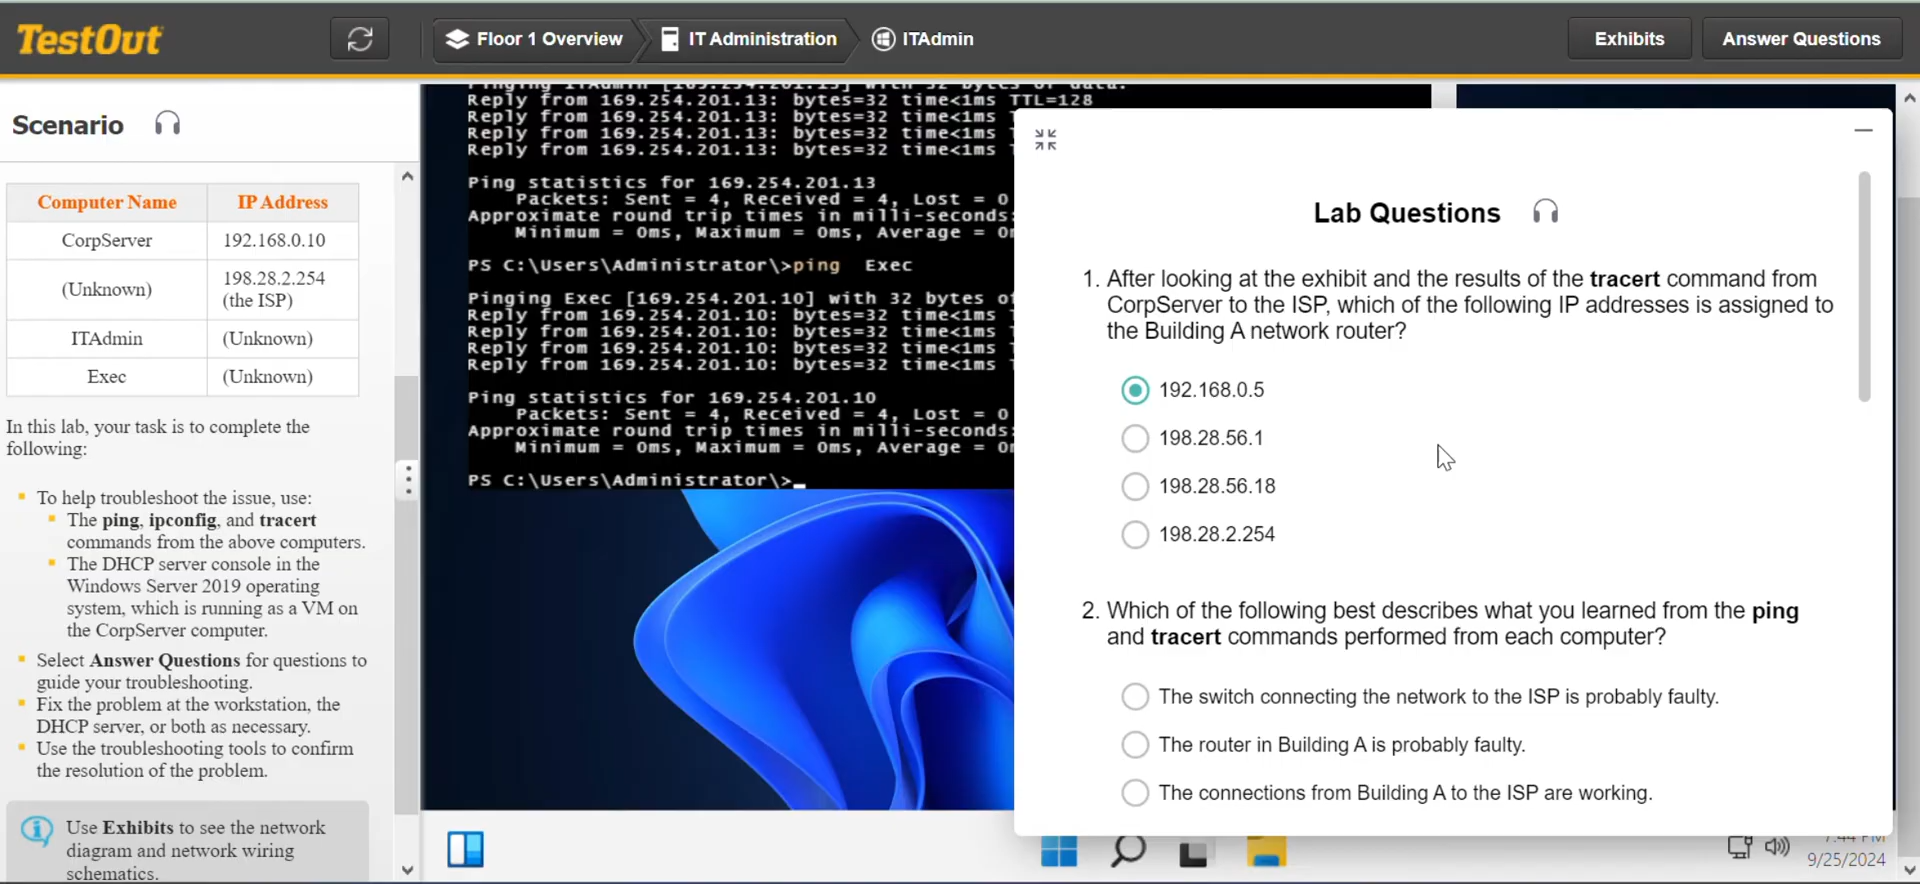 TestOut
Floor 1 Overview
IT Administration
ITAdmin
Exhibits
Answer Questions
Scenario
Computer Name IP Address
CorpServer 192.168.0.10
(Unknown) 198.28.2.254
(the ISP)
ITAdmin (Unknown)
Exec (Unknown)
In this lab, your task is to complete the
following:
To help troubleshoot the issue, use:
The ping, ipconfig, and tracert
commands from the above computers.
The DHCP server console in the
Windows Server 2019 operating
system, which is running as a VM on
the CorpServer computer.
Select Answer Questions for questions to
guide your troubleshooting.
Fix the problem at the workstation, the
DHCP server, or both as necessary.
Use the troubleshooting tools to confirm
the resolution of the problem.
Use Exhibits to see the network
diagram and network wiring
schematics.
Pinging ITAdmin [169.254.201.13] with 32 bytes of data:
Reply from 169.254.201.13: bytes=32 time<1ms TTL=128
Reply from 169.254.201.13: bytes=32 time<1ms
Reply from 169.254.201.13: bytes=32 time<1ms
Reply from 169.254.201.13: bytes=32 time<1ms
Ping statistics for 169.254.201.13
Packets: Sent = 4, Received = 4, Lost = 0
Approximate round trip times in milli-seconds:
Minimum = 0ms, Maximum = 0ms, Average =
PS C:\Users\Administrator\>ping Exec
Pinging Exec [169.254.201.10] with 32 bytes of
Reply from 169.254.201.10: bytes=32 time<1ms
Reply from 169.254.201.10: bytes=32 time<1ms
Reply from 169.254.201.10: bytes=32 time<1ms
Reply from 169.254.201.10: bytes=32 time<1ms
Ping statistics for 169.254.201.10
Packets: Sent = 4, Received = 4, Lost = 0
Approximate round trip times in milli-seconds:
Minimum = 0ms, Maximum = 0ms, Average =
PS C:\Users\Administrator\>_
Lab Questions
1. After looking at the exhibit and the results of the tracert command from
CorpServer to the ISP, which of the following IP addresses is assigned to
the Building A network router?
192.168.0.5
198.28.56.1
198.28.56.18
198.28.2.254
2. Which of the following best describes what you learned from the ping
and tracert commands performed from each computer?
The switch connecting the network to the ISP is probably faulty.
The router in Building A is probably faulty.
The connections from Building A to the ISP are working.
7:44 PM
9/25/2024